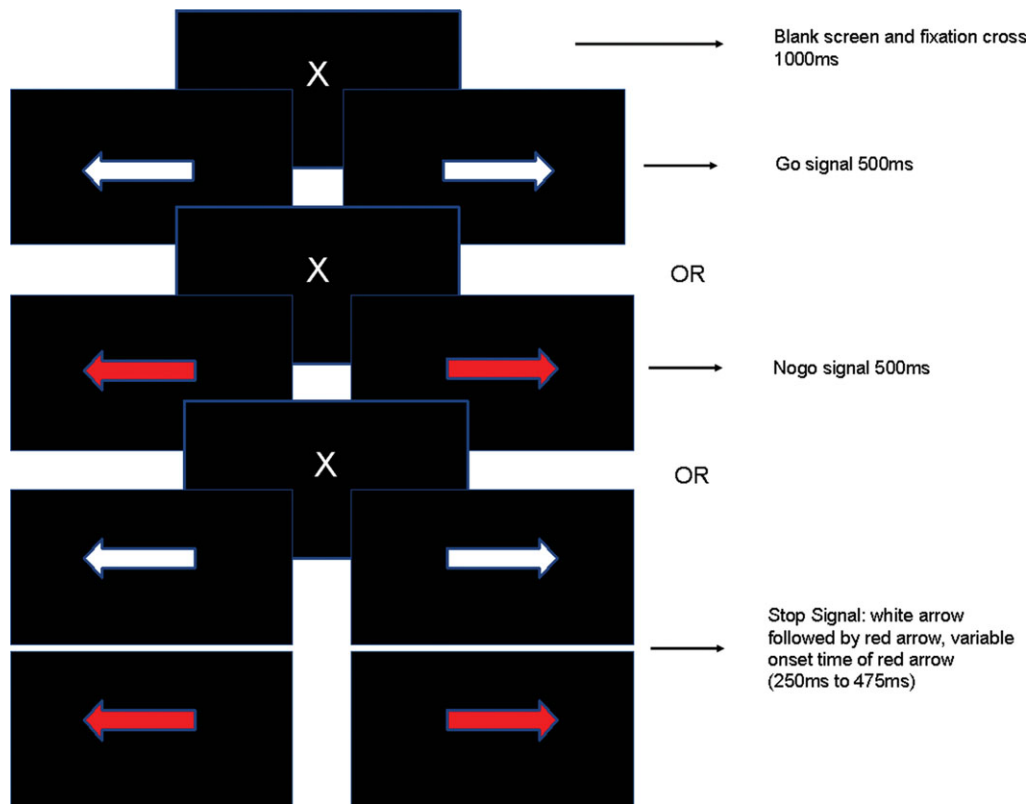 X
Blank screen and fixation cross
1000ms
Go signal 500ms
X
OR
Nogo signal 500ms
X
OR
Stop Signal: white arrow
followed by red arrow, variable
onset time of red arrow
(250ms to 475ms)